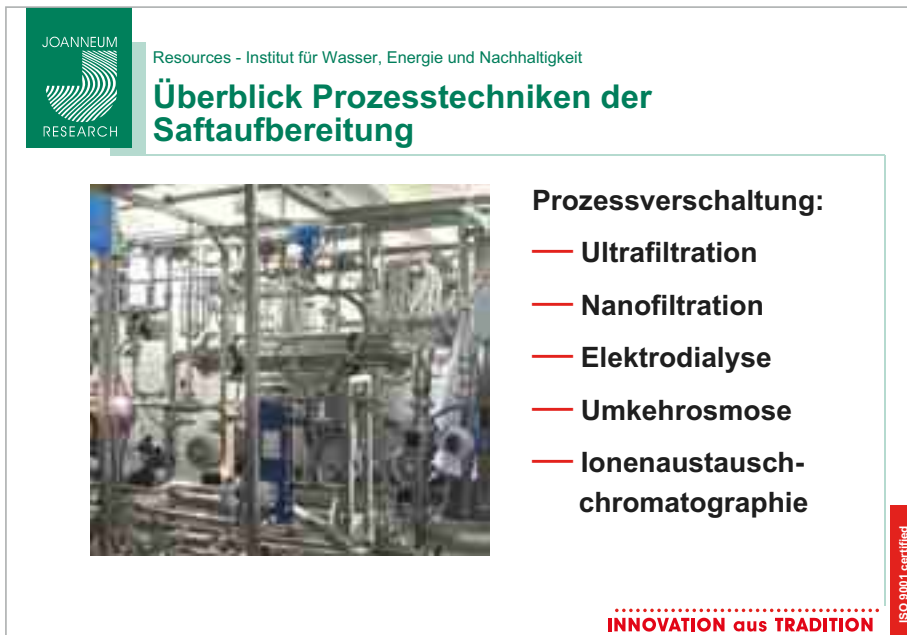 JOANNEUM
RESEARCH
Resources - Institut für Wasser, Energie und Nachhaltigkeit
Überblick Prozesstechniken der
Saftaufbereitung
Prozessverschaltung:
Ultrafiltration
Nanofiltration
Elektrodialyse
Umkehrosmose
Ionenaustausch-
chromatographie
ISO 9001 certified
INNOVATION aus TRADITION